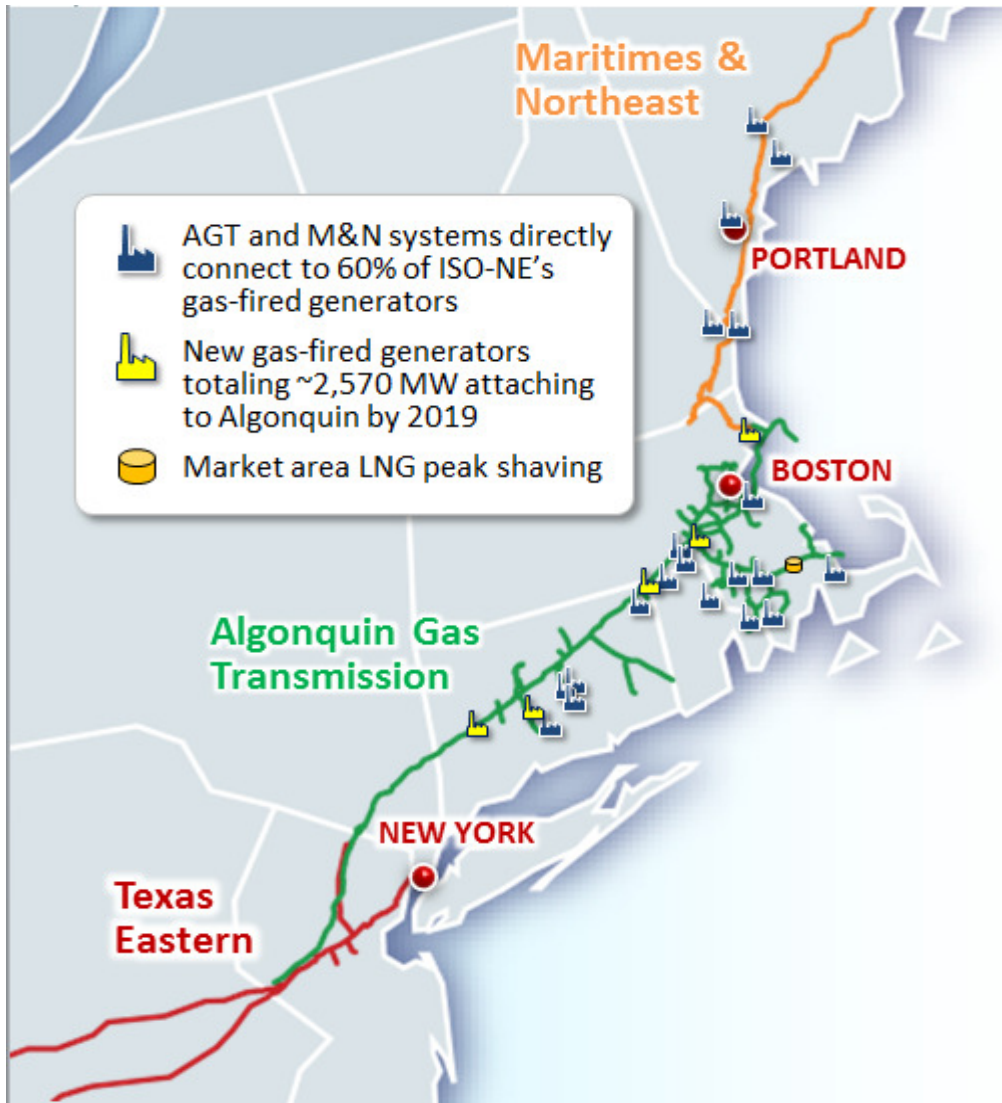 Maritimes &
Northeast
AGT and M&N systems directly
connect to 60% of ISO-NE's
gas-fired generators
New gas-fired generators
totaling ~2,570 MW attaching
to Algonquin by 2019
Market area LNG peak shaving
PORTLAND
BOSTON
Algonquin Gas
Transmission
NEW YORK
Texas
Eastern